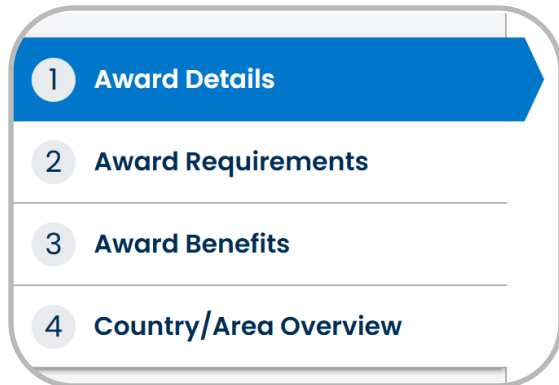 1 Award Details
2 Award Requirements
3 Award Benefits
4 Country/Area Overview